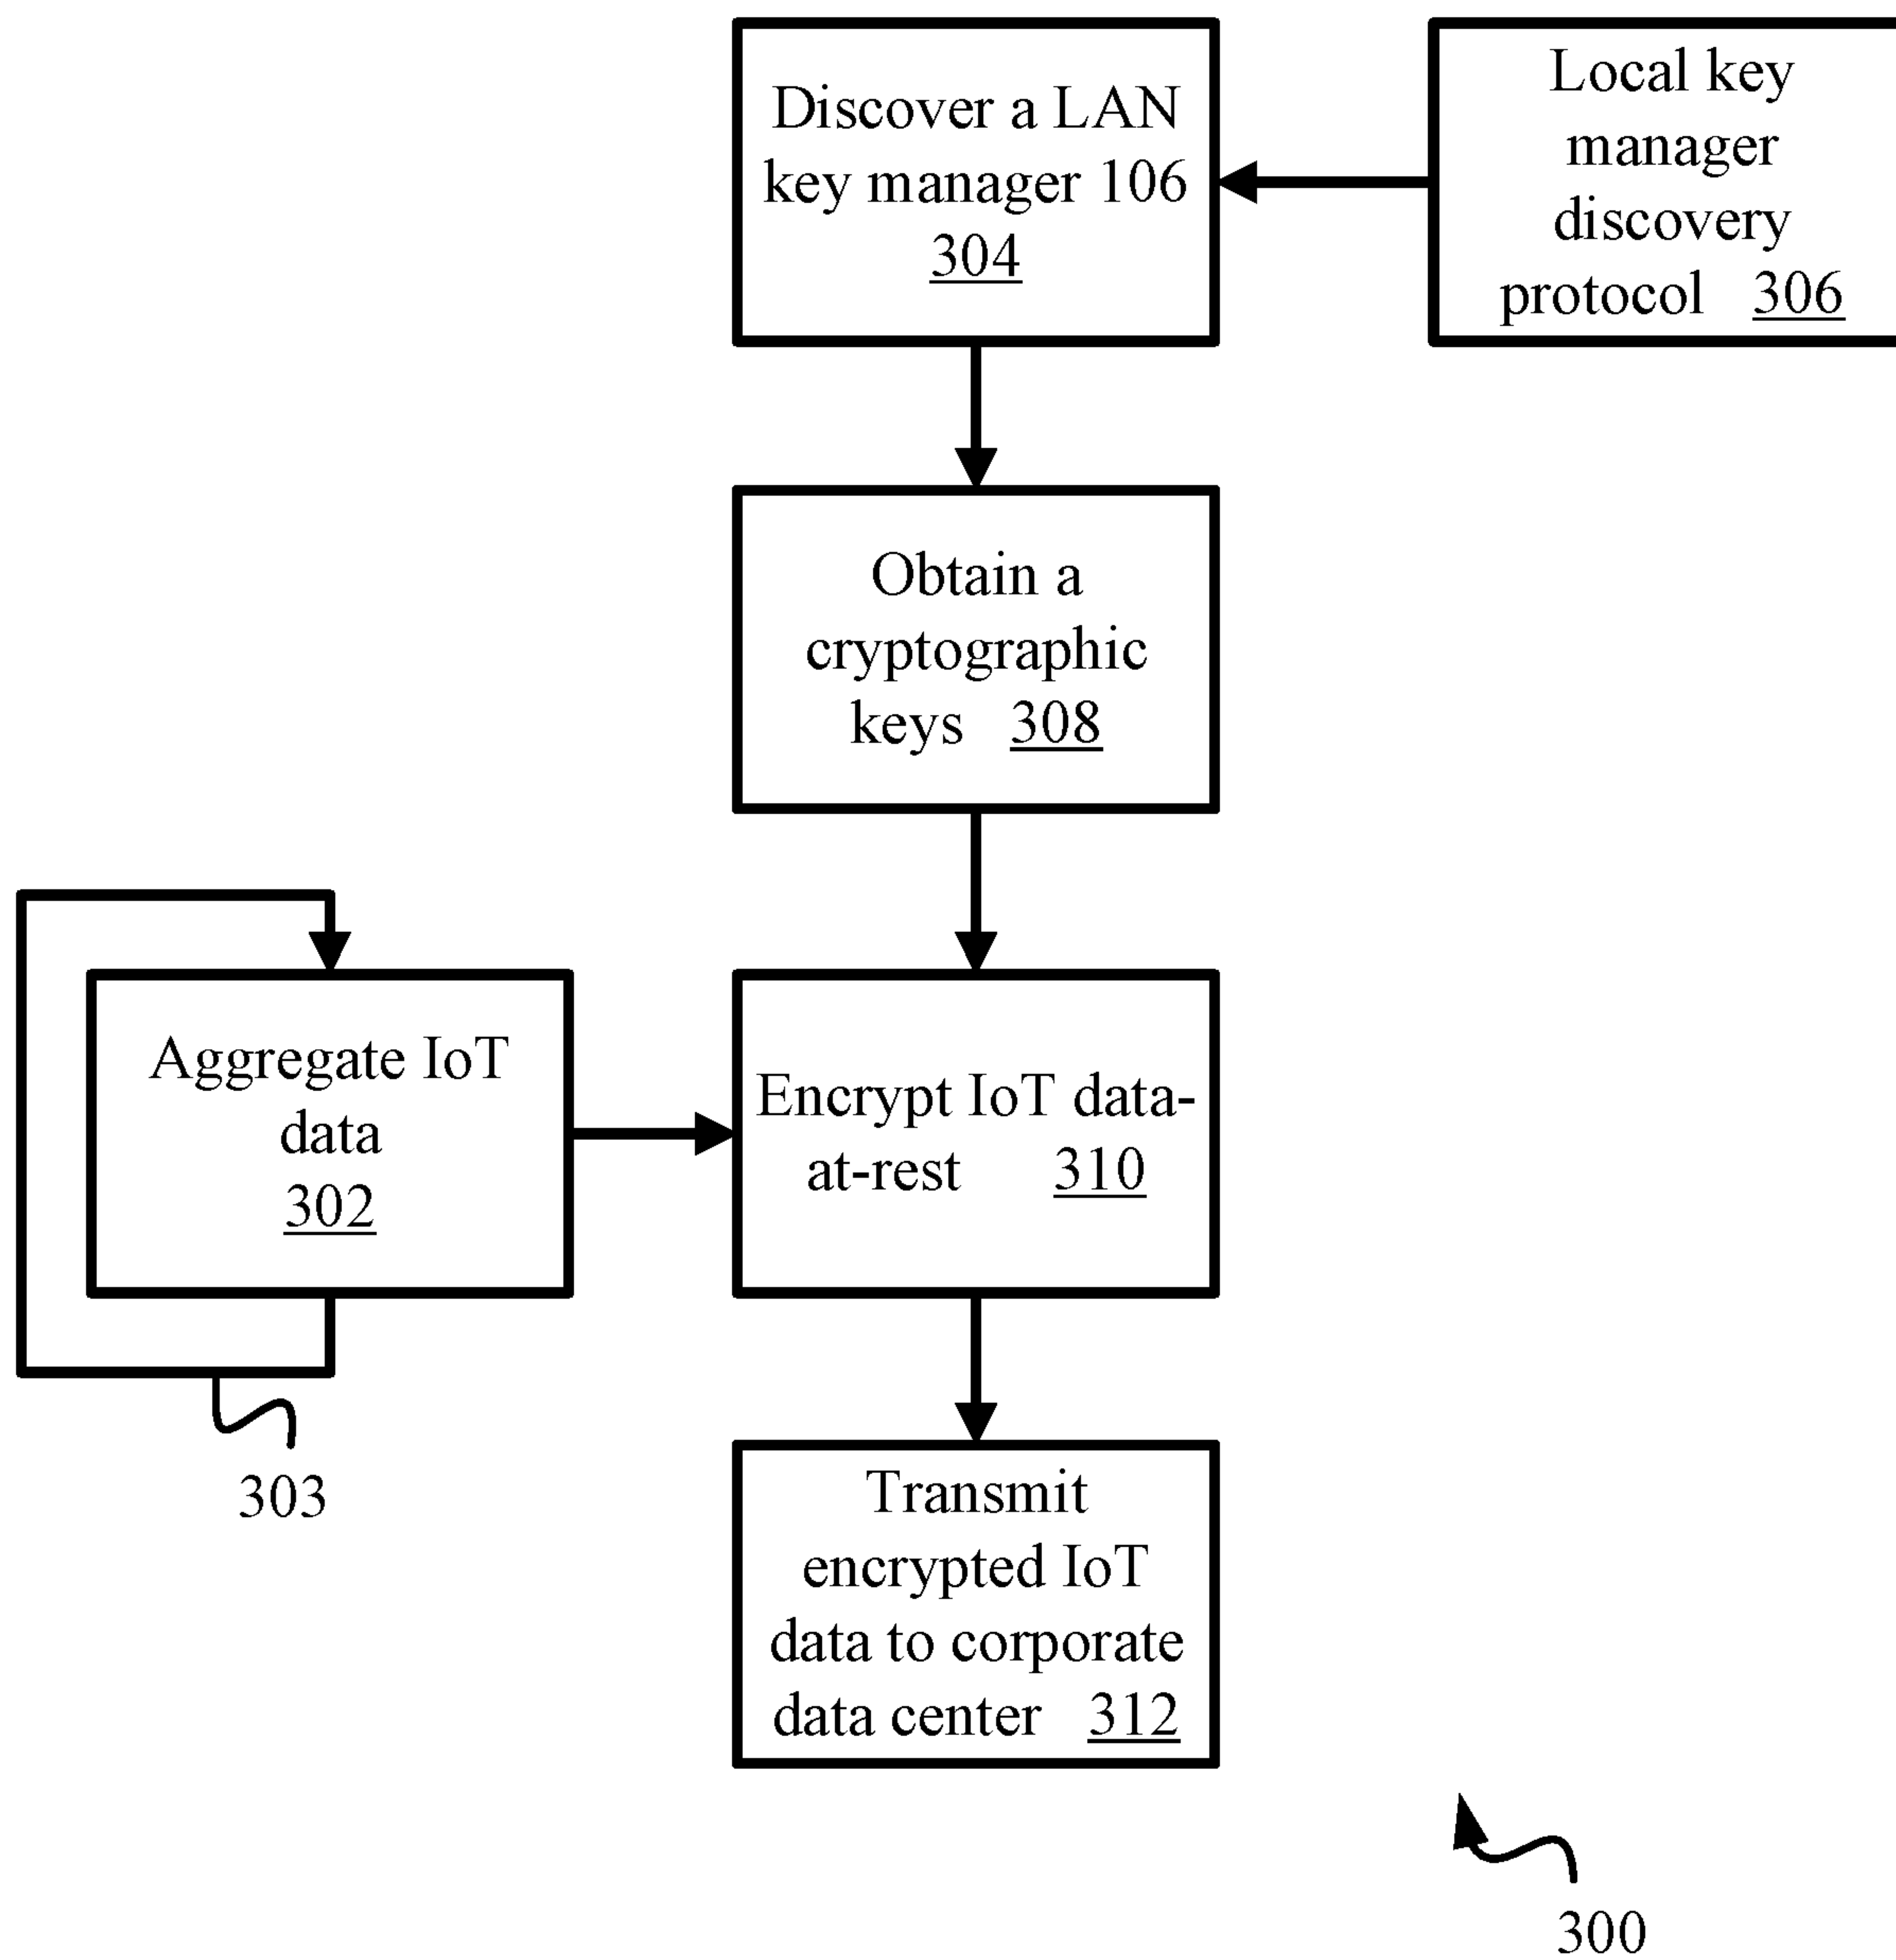 Discover a LAN
key manager 106
304
Local key
manager
discovery
protocol 306
Obtain a
cryptographic
keys 308
Aggregate IoT
data
302
Encrypt IoT data-
at-rest 310
303
Transmit
encrypted IoT
data to corporate
data center 312
300